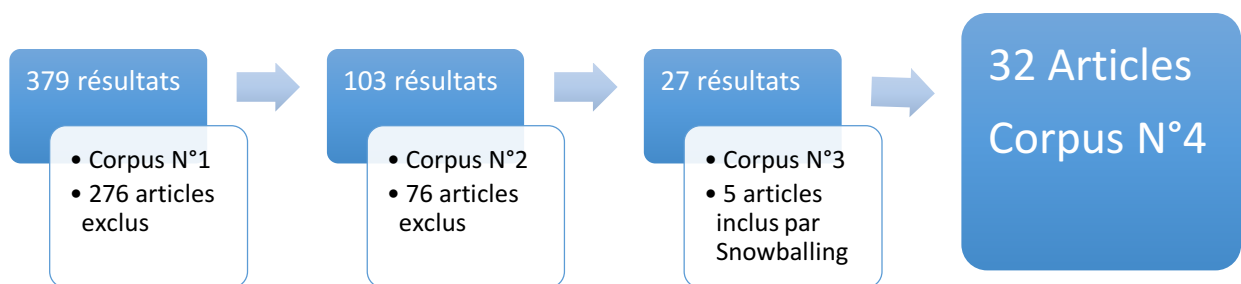 379 résultats
• Corpus N°1
• 276 articles
exclus
103 résultats
• Corpus N°2
• 76 articles
exclus
27 résultats
• Corpus N°3
• 5 articles
inclus par
Snowballing
32 Articles
Corpus N°4